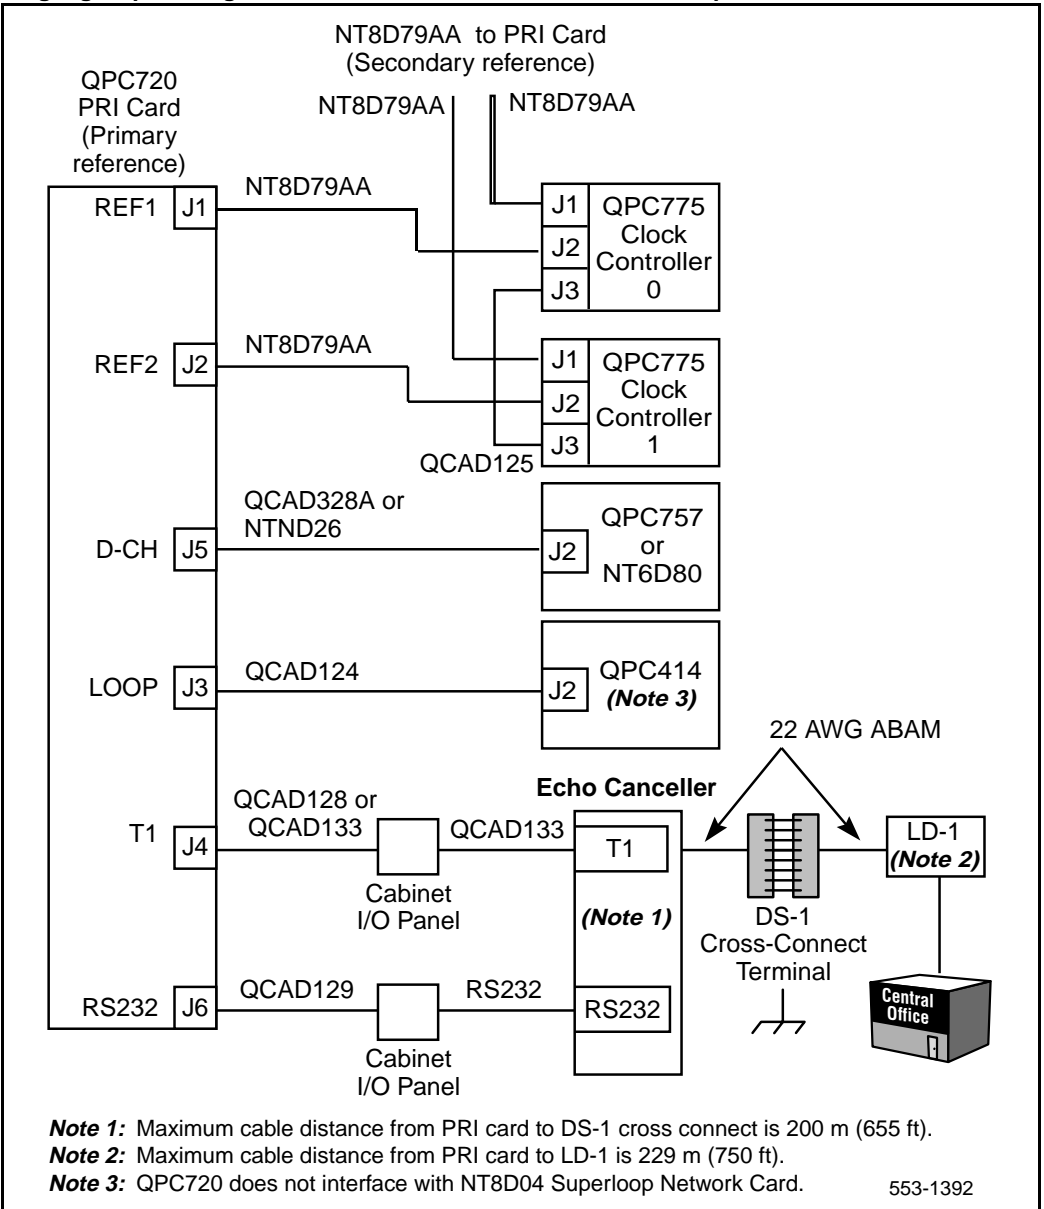 NT8D79AA to PRI Card
(Secondary reference)
QPC720
PRI Card
(Primary
reference)
NT8D79AA
NT8D79AA
REF1
J1
NT8D79AA
J1
J2
J3
QPC775
Clock
Controller
0
REF2
J2
NT8D79AA
J1
J2
J3
QPC775
Clock
Controller
1
QCAD125
D-CH
J5
QCAD328A or
NTND26
J2
QPC757
or
NT6D80
LOOP
J3
QCAD124
J2
QPC414
(Note 3)
22 AWG ABAM
Echo Canceller
T1
J4
QCAD128 or
QCAD133
Cabinet
I/O Panel
QCAD133
T1
(Note 1)
DS-1
Cross-Connect
Terminal
LD-1
(Note 2)
Central
Office
RS232
J6
QCAD129
Cabinet
I/O Panel
RS232
RS232
Note 1: Maximum cable distance from PRI card to DS-1 cross connect is 200 m (655 ft).
Note 2: Maximum cable distance from PRI card to LD-1 is 229 m (750 ft).
Note 3: QPC720 does not interface with NT8D04 Superloop Network Card.
553-1392